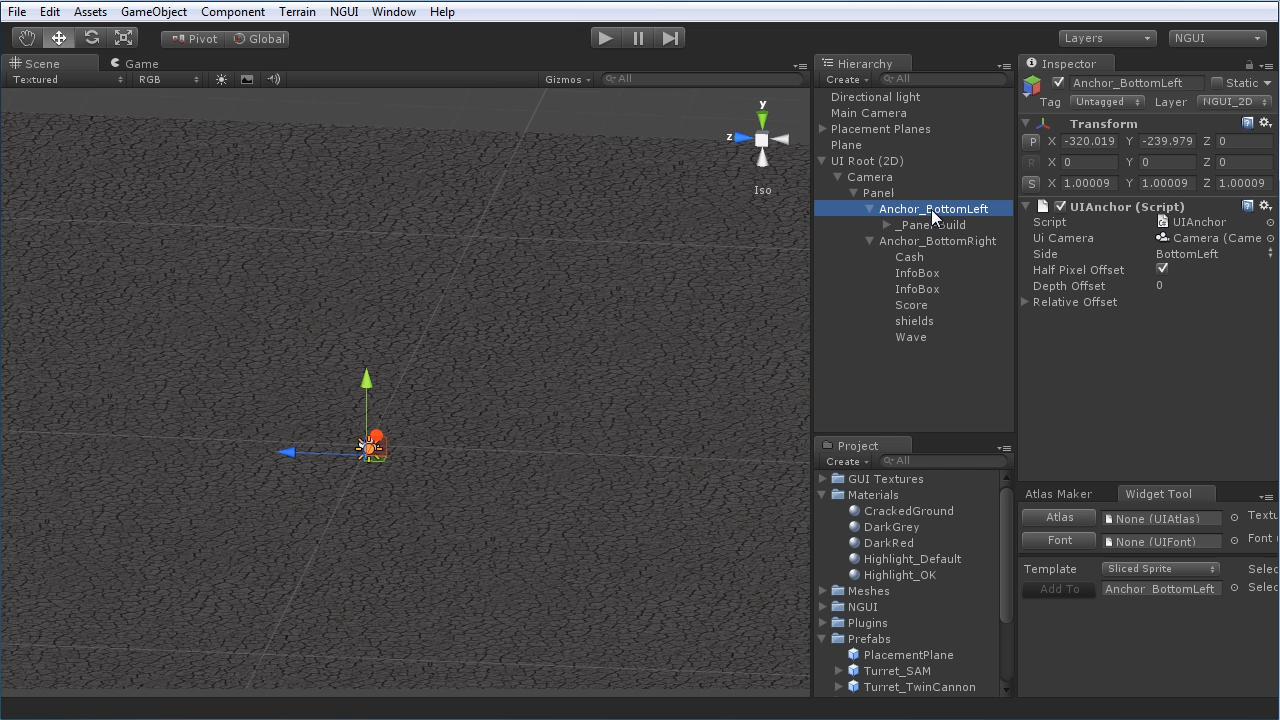 File Edit Assets GameObject Component Terrain NGUI Window Help
Pivot Global Layers NGUI
Scene Game
Textured RGB Gizmos All
y
z
Iso
Hierarchy
Create All
Directional light
Main Camera
Placement Planes
Plane
UI Root (2D)
Camera
Panel
Anchor_BottomLeft
Anchor_BottomRight
Cash
InfoBox
InfoBox
Score
shields
Wave
Project
Create All
GUI Textures
Materials
CrackedGround
DarkGrey
DarkRed
Highlight_Default
Highlight_OK
Meshes
NGUI
Plugins
Prefabs
PlacementPlane
Turret_SAM
Turret_TwinCannon
Inspector
Anchor_BottomLeft Static
Tag Untagged Layer NGUI_2D
Transform
P X -320.019 Y -239.979 Z 0
R X 0 Y 0 Z 0
S X 1.00009 Y 1.00009 Z 1.00009
UIAnchor (Script)
Script UIAnchor
Ui Camera Camera (Came
Side BottomLeft
Half Pixel Offset
Depth Offset 0
Relative Offset
Atlas Maker Widget Tool
Atlas None (UIAtlas) Textu
Font None (UIFont) Font
Template Sliced Sprite Selec
Add To Anchor_BottomLeft Selec